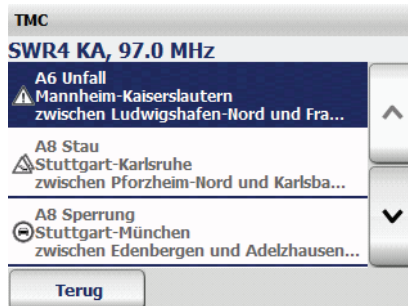 TMC
SWR4 KA, 97.0 MHz
A6 Unfall
Mannheim-Kaiserslautern
zwischen Ludwigshafen-Nord und Fra...
A8 Stau
Stuttgart-Karlsruhe
zwischen Pforzheim-Nord und Karlsba...
A8 Sperrung
Stuttgart-München
zwischen Edenbergen und Adelzhausen...
Terug